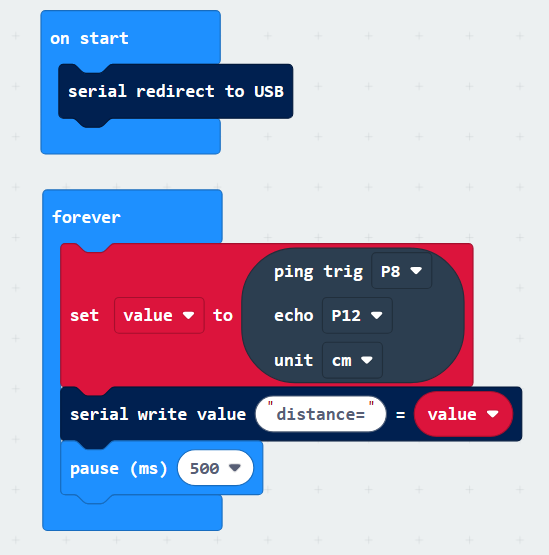 on start
serial redirect to USB
forever
set value to ping trig P8
echo P12
unit cm
serial write value "distance=" = value
pause (ms) 500